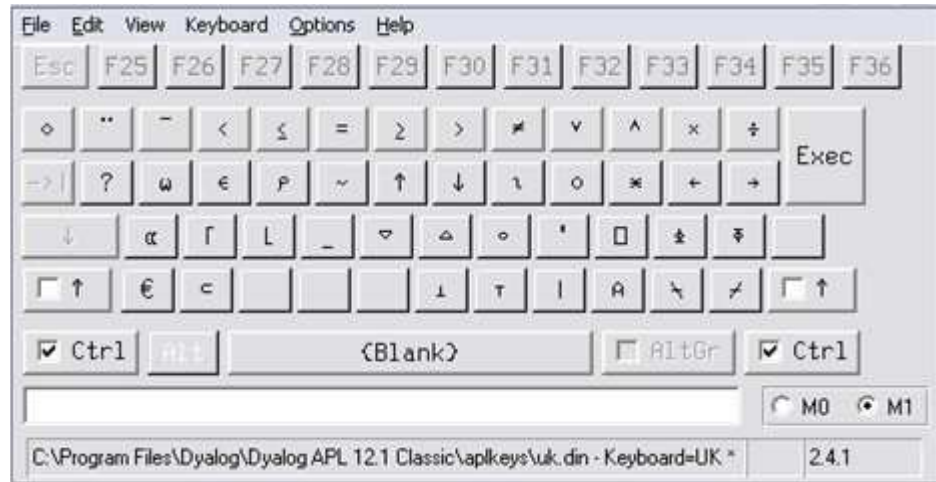 File Edit View Keyboard Options Help
Esc F25 F26 F27 F28 F29 F30 F31 F32 F33 F34 F35 F36
⋄ ¨ ¯ < ≤ = ≥ > ≠ ∨ ∧ × ÷
Exec
->| ? ⍵ ∊ ⍴ ~ ↑ ↓ ⍳ ○ * ← →
↓ ⍺ ⌈ ⌊ _ ∇ ∆ ∘ ' ⎕ ⍎ ⍕
↑ € ⊂ ⊥ ⊤ | ⍝ ⍀ ⌿ ↑
Ctrl Alt {Blank} AltGr Ctrl
M0 M1
C:\Program Files\Dyalog\Dyalog APL 12.1 Classic\aplkeys\uk.din - Keyboard=UK * 2.4.1